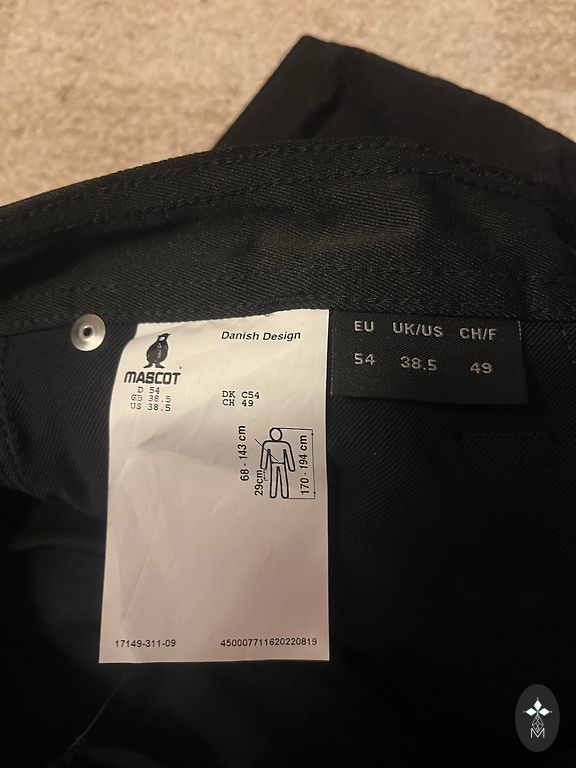 Danish Design
MASCOT
D 54
GB 38.5
US 38.5
DK C54
CH 49
68 - 143 cm
29cm
170 - 194 cm
17149-311-09
450007711620220819
EU UK/US CH/F
54 38.5 49
M